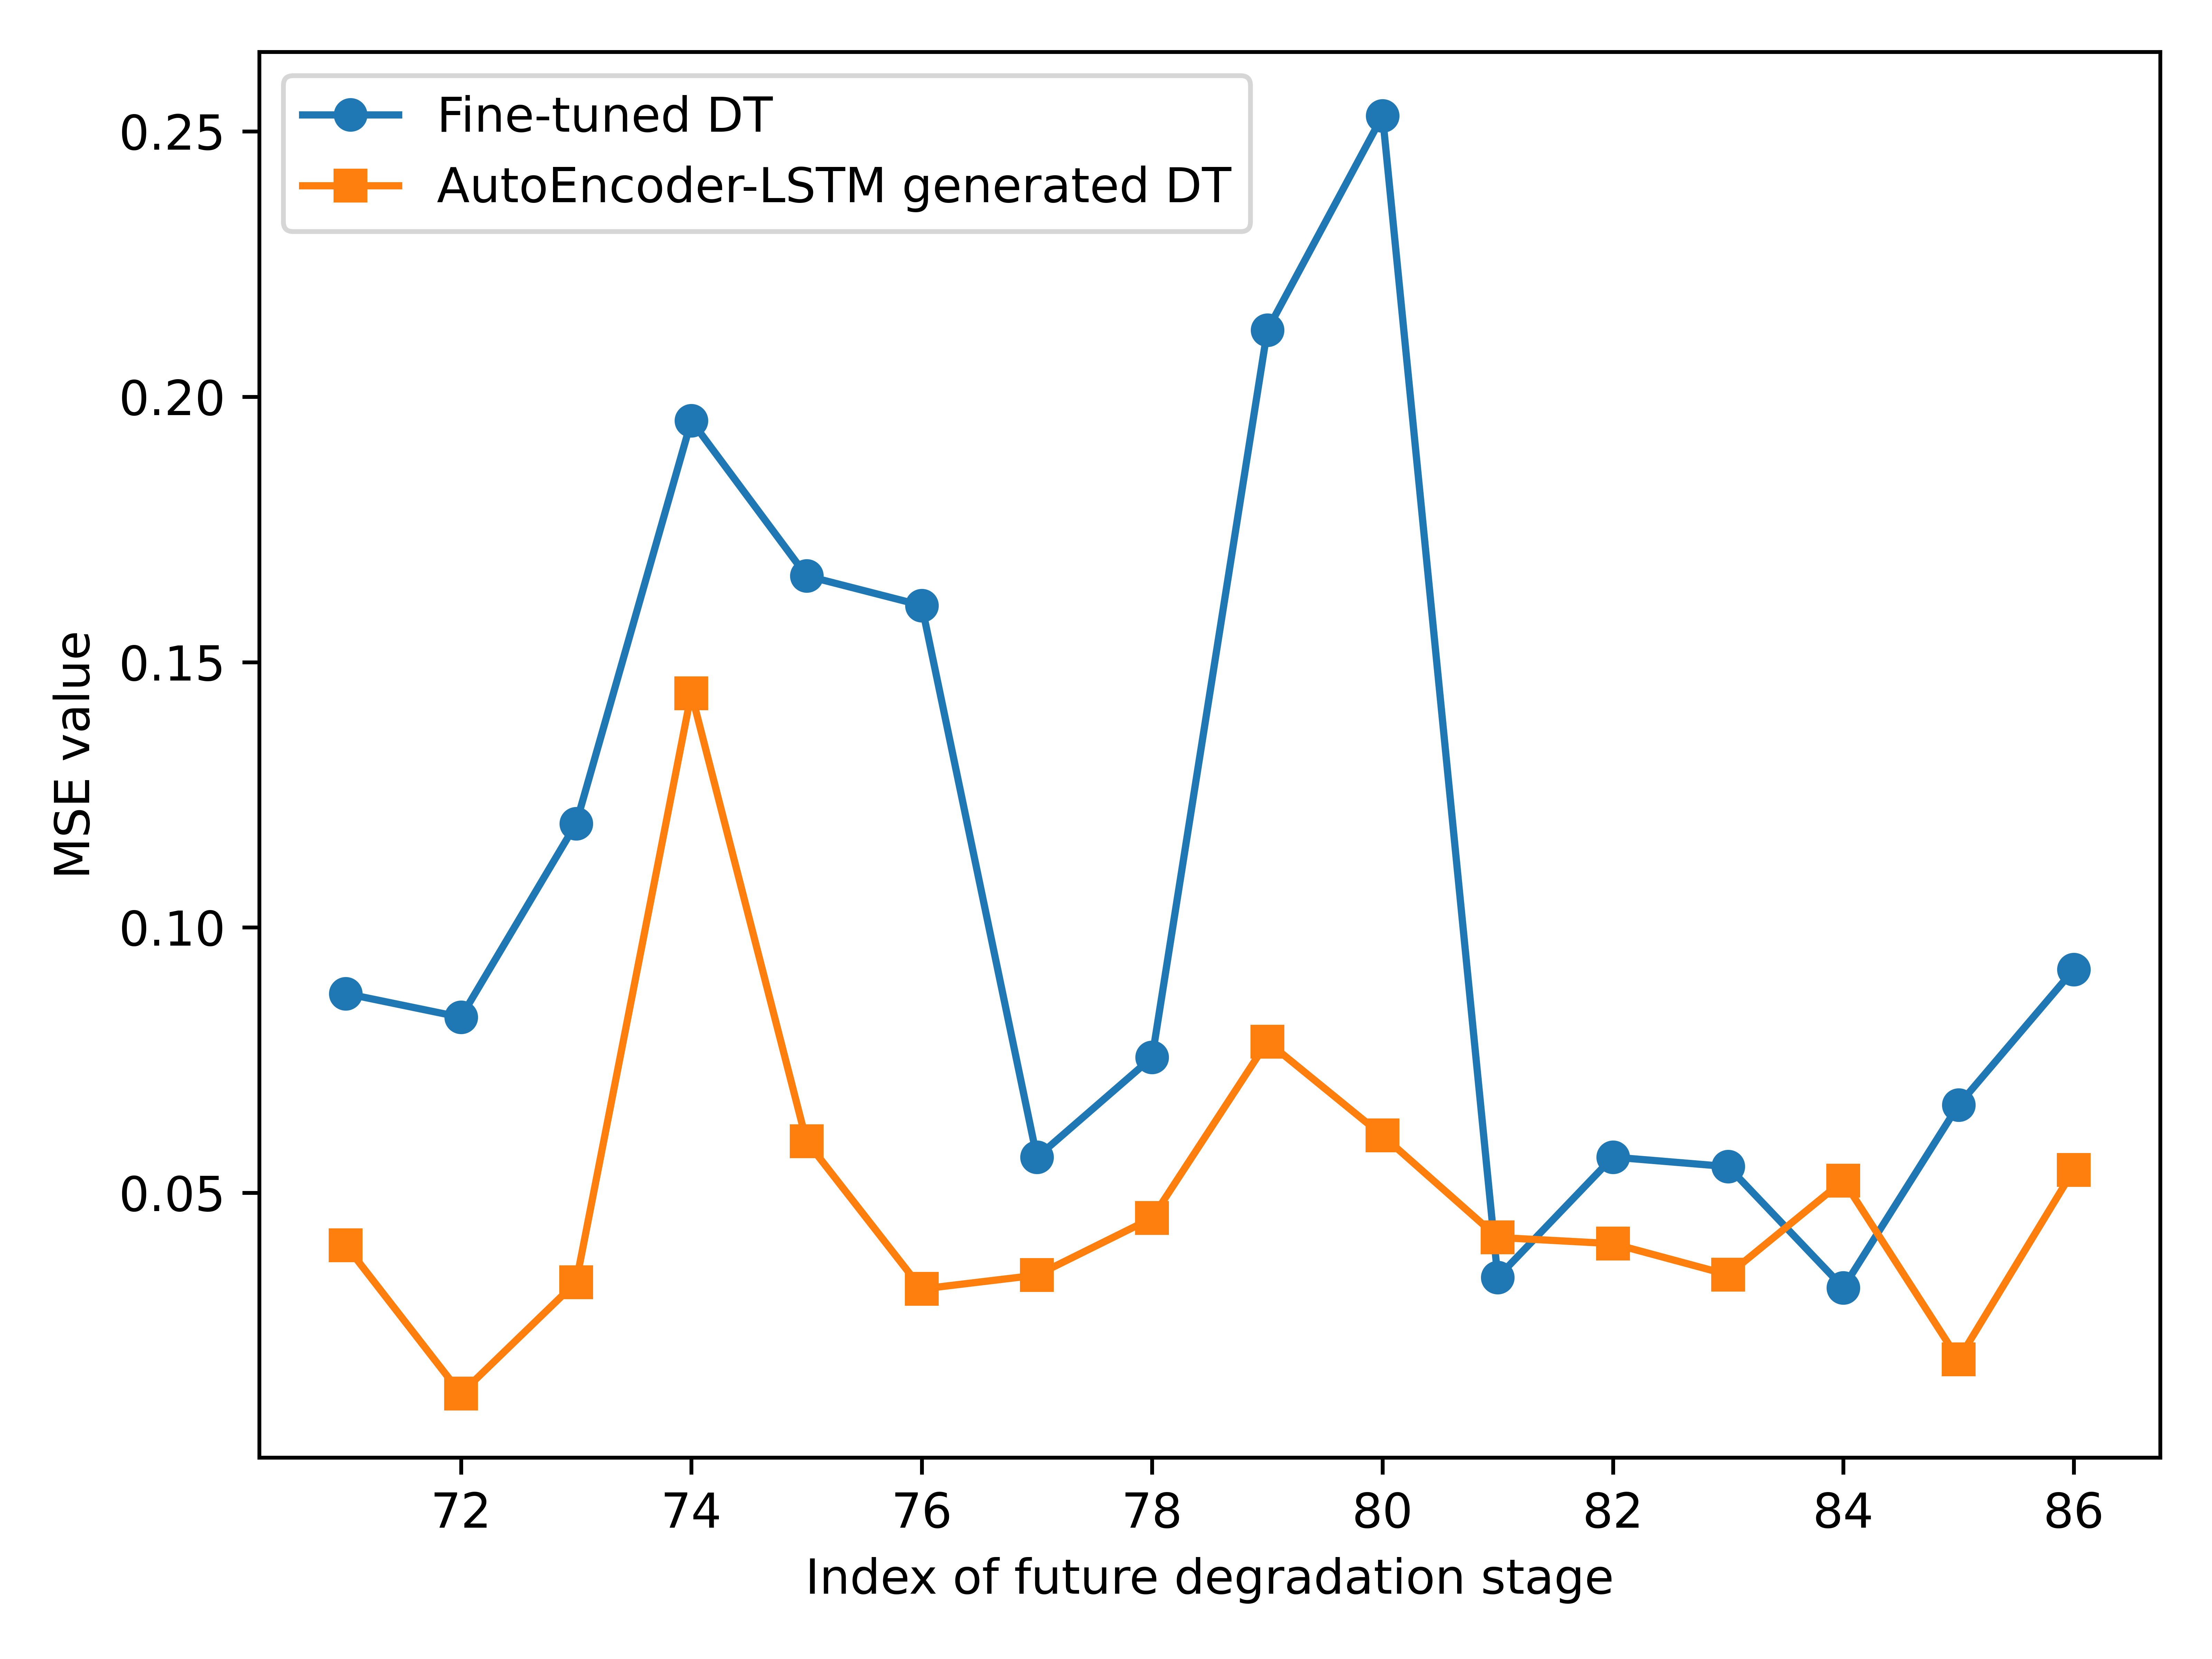 Fine-tuned DT
AutoEncoder-LSTM generated DT
0.25
0.20
0.15
0.10
0.05
MSE value
72 74 76 78 80 82 84 86
Index of future degradation stage